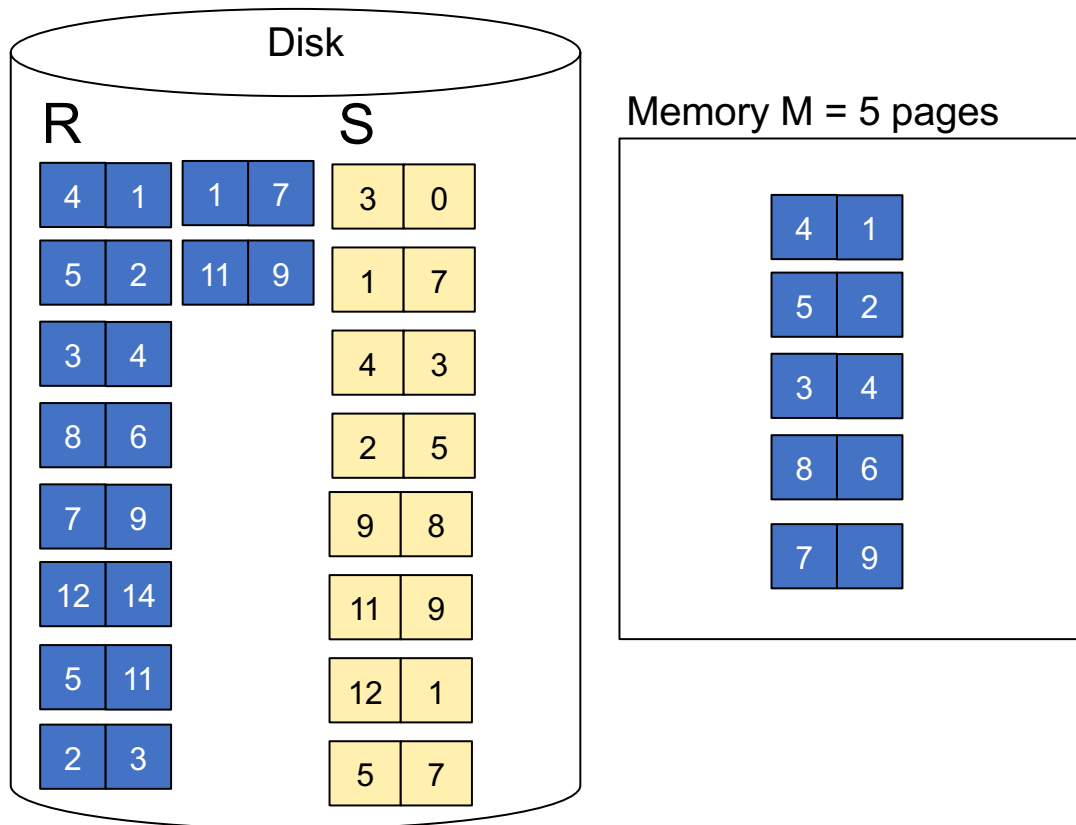 Disk
R S
Memory M = 5 pages
4 1 1 7 3 0
5 2 11 9 1 7
3 4 4 3
8 6 2 5
7 9 9 8
12 14 11 9
5 11 12 1
2 3 5 7
4 1
5 2
3 4
8 6
7 9